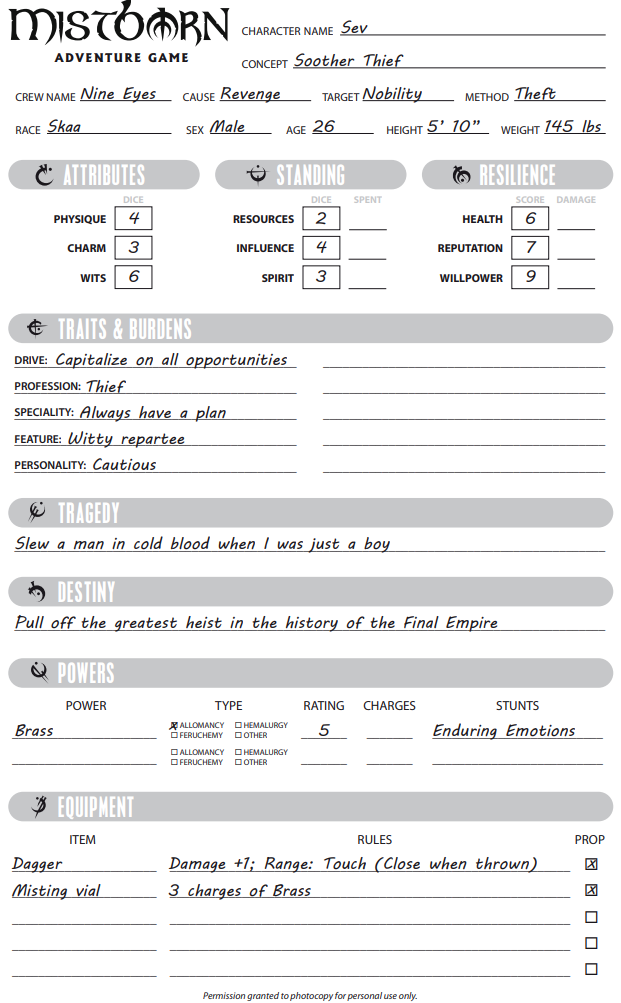 MISTBORN
ADVENTURE GAME
CHARACTER NAME Sev
CONCEPT Soother Thief
CREW NAME Nine Eyes CAUSE Revenge TARGET Nobility METHOD Theft
RACE Skaa SEX Male AGE 26 HEIGHT 5' 10" WEIGHT 145 lbs
ATTRIBUTES STANDING RESILIENCE
DICE DICE SPENT SCORE DAMAGE
PHYSIQUE 4 RESOURCES 2 HEALTH 6
CHARM 3 INFLUENCE 4 REPUTATION 7
WITS 6 SPIRIT 3 WILLPOWER 9
TRAITS & BURDENS
DRIVE: Capitalize on all opportunities
PROFESSION: Thief
SPECIALITY: Always have a plan
FEATURE: Witty repartee
PERSONALITY: Cautious
TRAGEDY
Slew a man in cold blood when I was just a boy
DESTINY
Pull off the greatest heist in the history of the Final Empire
POWERS
POWER TYPE RATING CHARGES STUNTS
Brass ☒ ALLOMANCY ☐ HEMALURGY 5 Enduring Emotions
☐ FERUCHEMY ☐ OTHER
☐ ALLOMANCY ☐ HEMALURGY
☐ FERUCHEMY ☐ OTHER
EQUIPMENT
ITEM RULES PROP
Dagger Damage +1; Range: Touch (Close when thrown) ☒
Misting vial 3 charges of Brass ☒
☐
☐
☐
Permission granted to photocopy for personal use only.